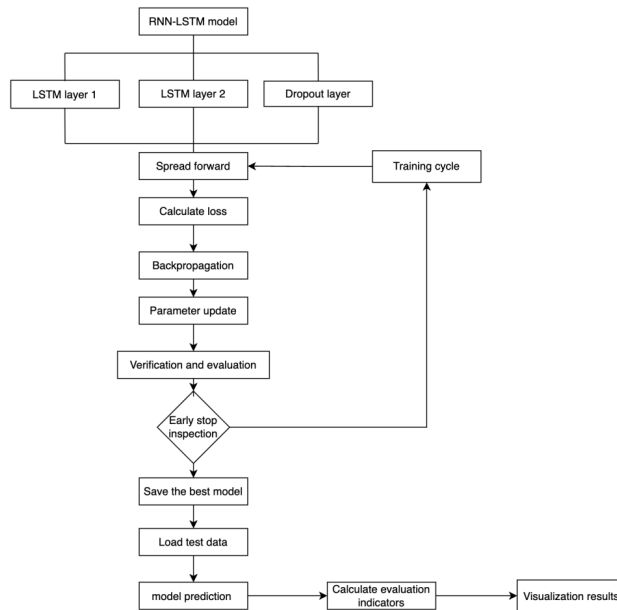 RNN-LSTM model
LSTM layer 1
LSTM layer 2
Dropout layer
Spread forward
Training cycle
Calculate loss
Backpropagation
Parameter update
Verification and evaluation
Early stop
inspection
Save the best model
Load test data
model prediction
Calculate evaluation
indicators
Visualization results